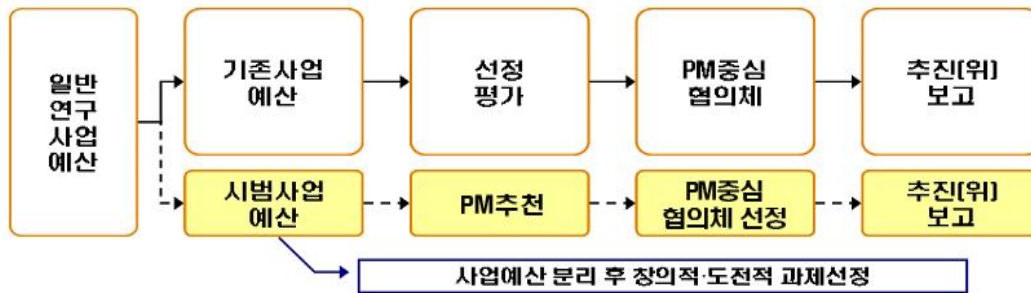 일반
연구
사업
예산
기존사업
예산
선정
평가
PM중심
협의체
추진(위)
보고
시범사업
예산
PM추천
PM중심
협의체 선정
추진(위)
보고
사업예산 분리 후 창의적·도전적 과제선정